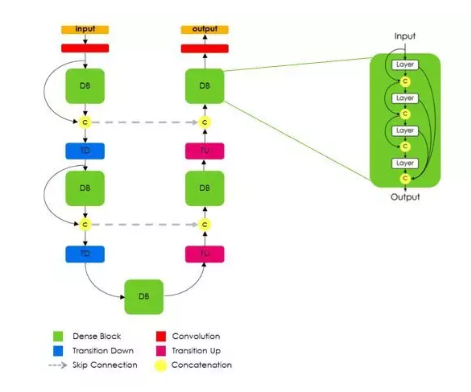 input
output
DB
DB
C
C
TD
TU
DB
DB
C
C
TD
TU
DB
Input
Layer
C
Layer
C
Layer
C
Layer
C
Output
Dense Block
Convolution
Transition Down
Transition Up
Skip Connection
Concatenation